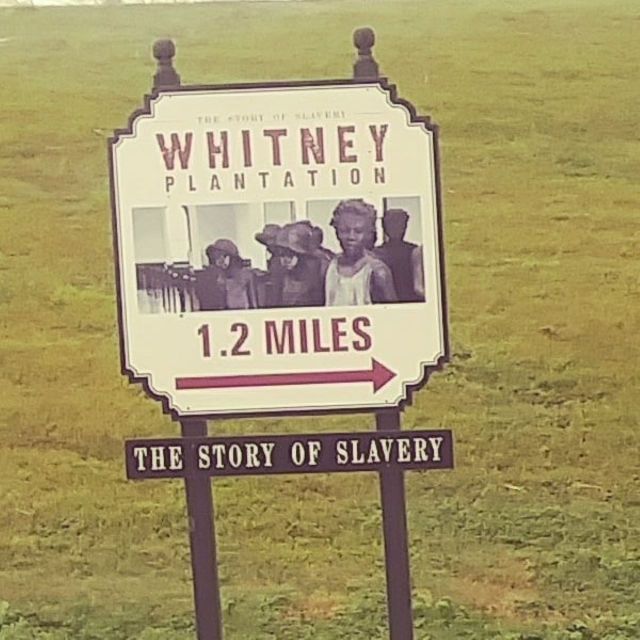 THE STORY OF SLAVERY
WHITNEY
PLANTATION
1.2 MILES
THE STORY OF SLAVERY